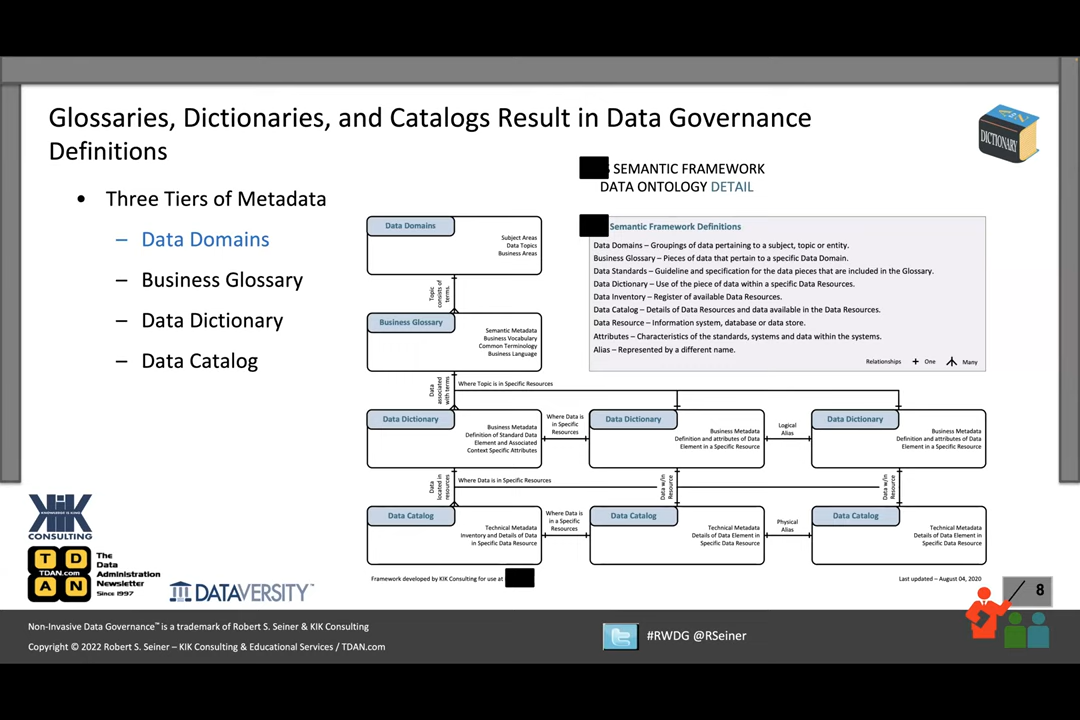 Glossaries, Dictionaries, and Catalogs Result in Data Governance
Definitions
DICTIONARY
• Three Tiers of Metadata
– Data Domains
– Business Glossary
– Data Dictionary
– Data Catalog
SEMANTIC FRAMEWORK
DATA ONTOLOGY DETAIL
Data Domains
Subject Areas
Data Topics
Business Areas
Topic
consists of
terms.
Business Glossary
Semantic Metadata
Business Vocabulary
Common Terminology
Business Language
Semantic Framework Definitions
Data Domains – Groupings of data pertaining to a subject, topic or entity.
Business Glossary – Pieces of data that pertain to a specific Data Domain.
Data Standards – Guideline and specification for the data pieces that are included in the Glossary.
Data Dictionary – Use of the piece of data within a specific Data Resources.
Data Inventory – Register of available Data Resources.
Data Catalog – Details of Data Resources and data available in the Data Resources.
Data Resource – Information system, database or data store.
Attributes – Characteristics of the standards, systems and data within the systems.
Alias – Represented by a different name.
Relationships One Many
Data
associated
with terms
Where Topic is in Specific Resources
Data Dictionary
Business Metadata
Definition of Standard Data
Element and Associated
Context Specific Attributes
Where Data is
in Specific
Resources
Data Dictionary
Business Metadata
Definition and attributes of Data
Element in a Specific Resource
Logical
Alias
Data Dictionary
Business Metadata
Definition and attributes of Data
Element in a Specific Resource
Data
located in
resources
Where Data is in Specific Resources
Data w/in
Resource
Data w/in
Resource
Data Catalog
Technical Metadata
Inventory and Details of Data
in Specific Data Resource
Where Data is
in a Specific
Resources
Data Catalog
Technical Metadata
Details of Data Element in
Specific Data Resource
Physical
Alias
Data Catalog
Technical Metadata
Details of Data Element in
Specific Data Resource
Framework developed by KIK Consulting for use at
Last updated – August 04, 2020
KIK
KNOWLEDGE IS KING
CONSULTING
T D
TDAN.com
A N
The
Data
Administration
Newsletter
Since 1997
DATAVERSITY™
8
Non-Invasive Data Governance™ is a trademark of Robert S. Seiner & KIK Consulting
Copyright © 2022 Robert S. Seiner – KIK Consulting & Educational Services / TDAN.com
#RWDG @RSeiner